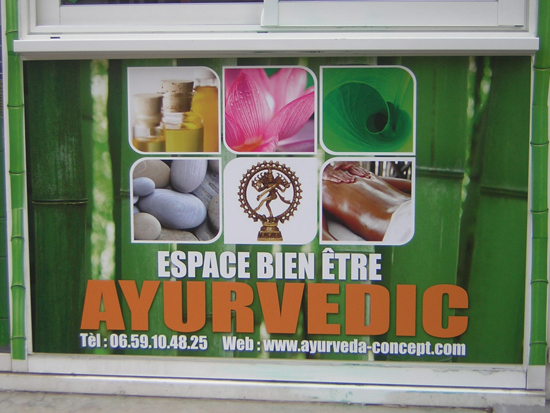 ESPACE BIEN ÊTRE
AYURVEDIC
Tèl : 06.59.10.48.25 Web : www.ayurveda-concept.com